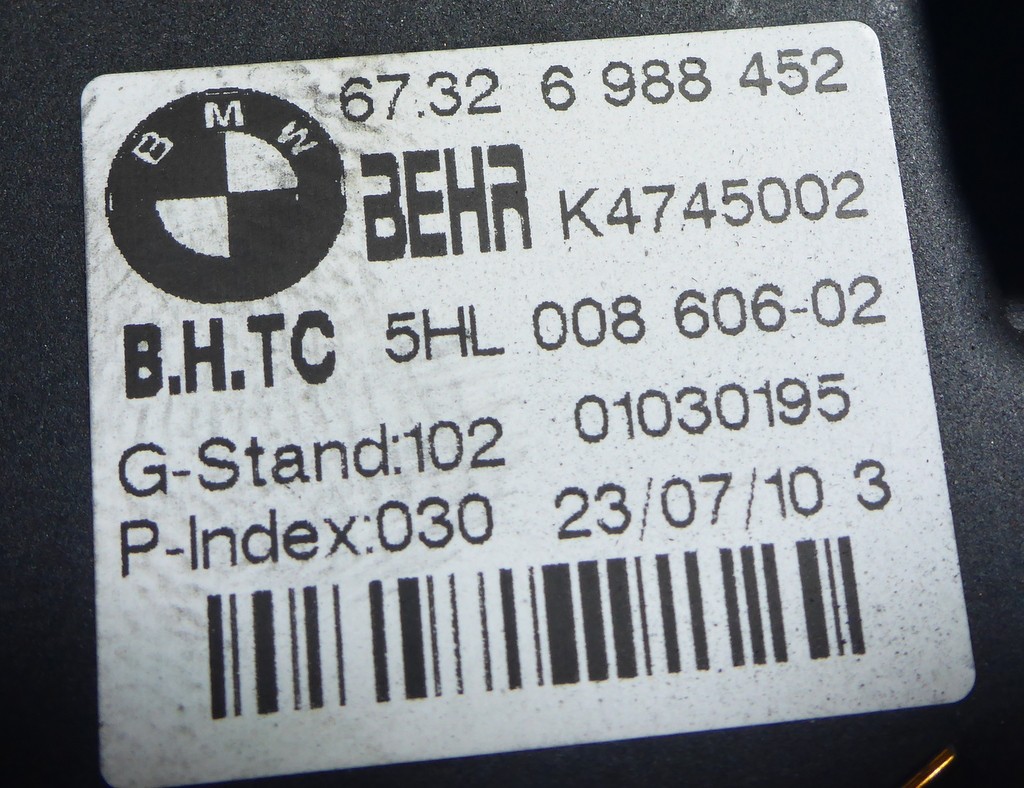 67.32 6 988 452
BMW
BEHR K4745002
B.H.TC 5HL 008 606-02
G-Stand:102 01030195
P-Index:030 23/07/10 3